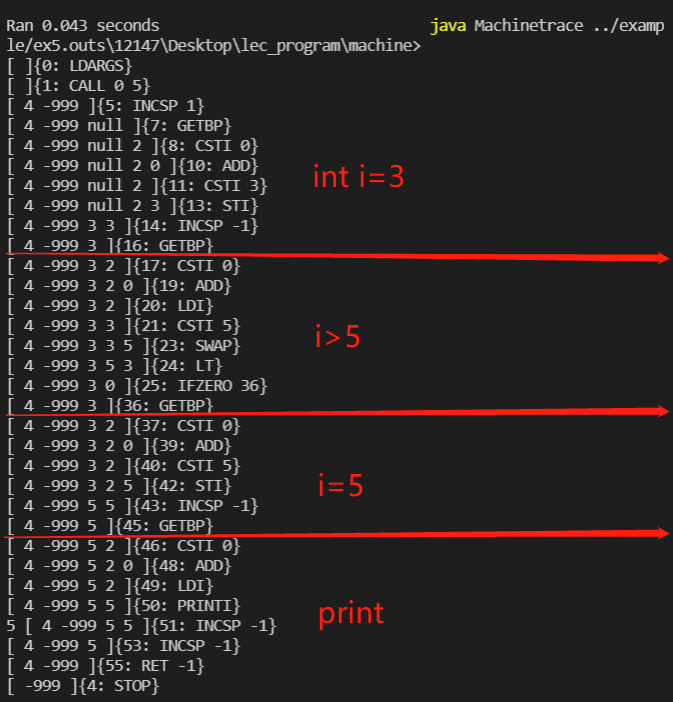 Ran 0.043 seconds java Machinetrace ../examp
le/ex5.outs\12147\Desktop\lec_program\machine>
[ ]{0: LDARGS}
[ ]{1: CALL 0 5}
[ 4 -999 ]{5: INCSP 1}
[ 4 -999 null ]{7: GETBP}
[ 4 -999 null 2 ]{8: CSTI 0}
[ 4 -999 null 2 0 ]{10: ADD}
[ 4 -999 null 2 ]{11: CSTI 3}
[ 4 -999 null 2 3 ]{13: STI}
int i=3
[ 4 -999 3 3 ]{14: INCSP -1}
[ 4 -999 3 ]{16: GETBP}
[ 4 -999 3 2 ]{17: CSTI 0}
[ 4 -999 3 2 0 ]{19: ADD}
[ 4 -999 3 2 ]{20: LDI}
[ 4 -999 3 3 ]{21: CSTI 5}
[ 4 -999 3 3 5 ]{23: SWAP}
i>5
[ 4 -999 3 5 3 ]{24: LT}
[ 4 -999 3 0 ]{25: IFZERO 36}
[ 4 -999 3 ]{36: GETBP}
[ 4 -999 3 2 ]{37: CSTI 0}
[ 4 -999 3 2 0 ]{39: ADD}
[ 4 -999 3 2 ]{40: CSTI 5}
[ 4 -999 3 2 5 ]{42: STI}
i=5
[ 4 -999 5 5 ]{43: INCSP -1}
[ 4 -999 5 ]{45: GETBP}
[ 4 -999 5 2 ]{46: CSTI 0}
[ 4 -999 5 2 0 ]{48: ADD}
[ 4 -999 5 2 ]{49: LDI}
[ 4 -999 5 5 ]{50: PRINTI}
print
5 [ 4 -999 5 5 ]{51: INCSP -1}
[ 4 -999 5 ]{53: INCSP -1}
[ 4 -999 ]{55: RET -1}
[ -999 ]{4: STOP}